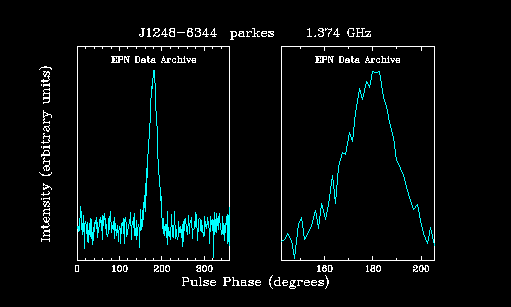 J1248-6344 parkes 1.374 GHz
EPN Data Archive EPN Data Archive
Intensity (arbitrary units)
0 100 200 300 160 180 200
Pulse Phase (degrees)